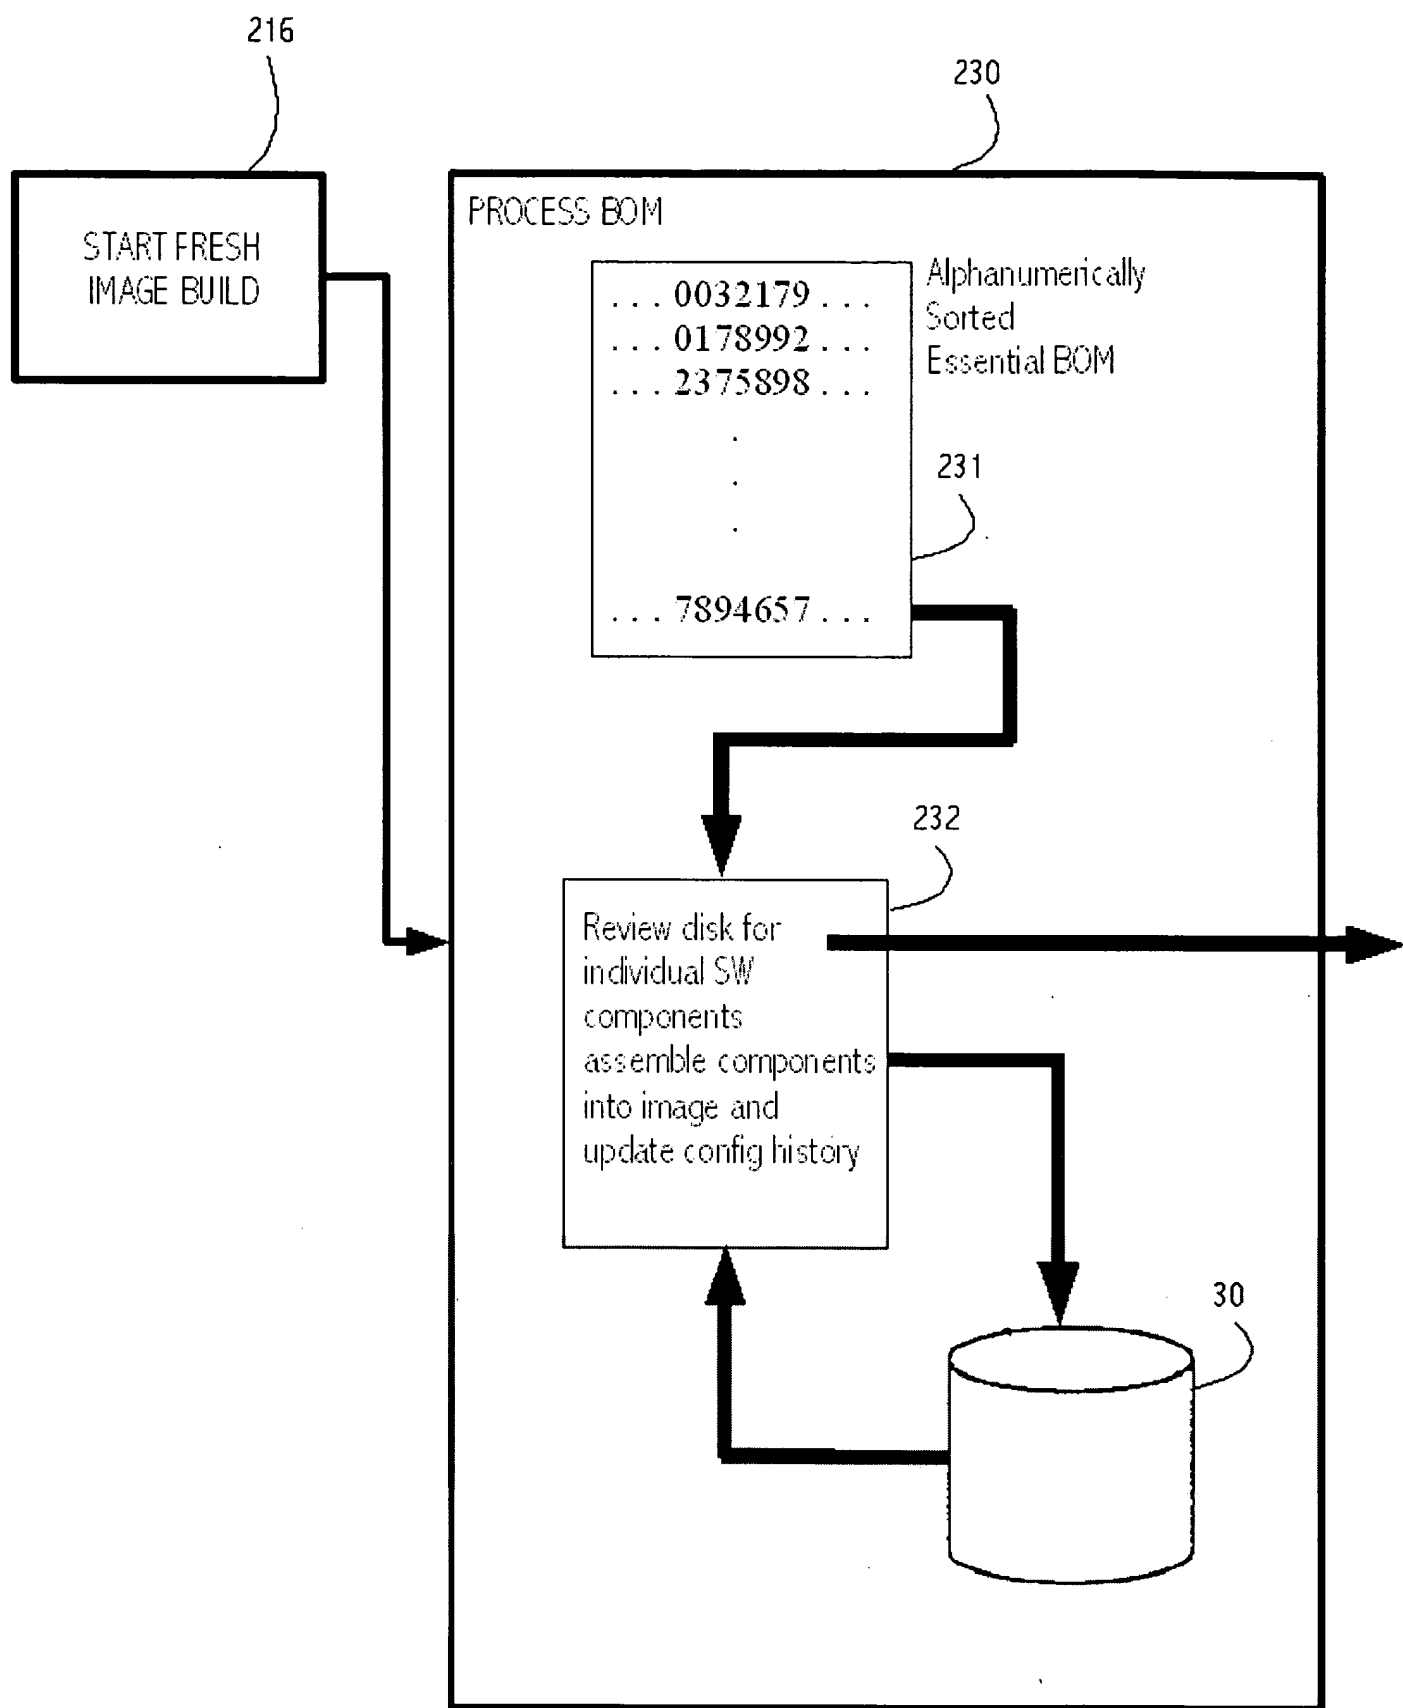 216
230
START FRESH
IMAGE BUILD
PROCESS BOM
. . . 0032179 . . .
. . . 0178992 . . .
. . . 2375898 . . .
.
.
.
. . . 7894657 . . .
Alphanumerically
Sorted
Essential BOM
231
232
Review disk for
individual SW
components
assemble components
into image and
update config history
30